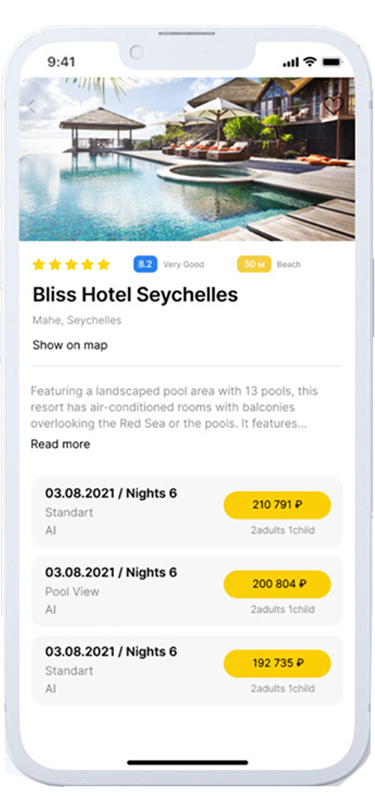 9:41
8.2 Very Good 30 м Beach
Bliss Hotel Seychelles
Mahe, Seychelles
Show on map
Featuring a landscaped pool area with 13 pools, this
resort has air-conditioned rooms with balconies
overlooking the Red Sea or the pools. It features...
Read more
03.08.2021 / Nights 6
Standart
210 791 ₽
AI
2adults 1child
03.08.2021 / Nights 6
Pool View
200 804 ₽
AI
2adults 1child
03.08.2021 / Nights 6
Standart
192 735 ₽
AI
2adults 1child